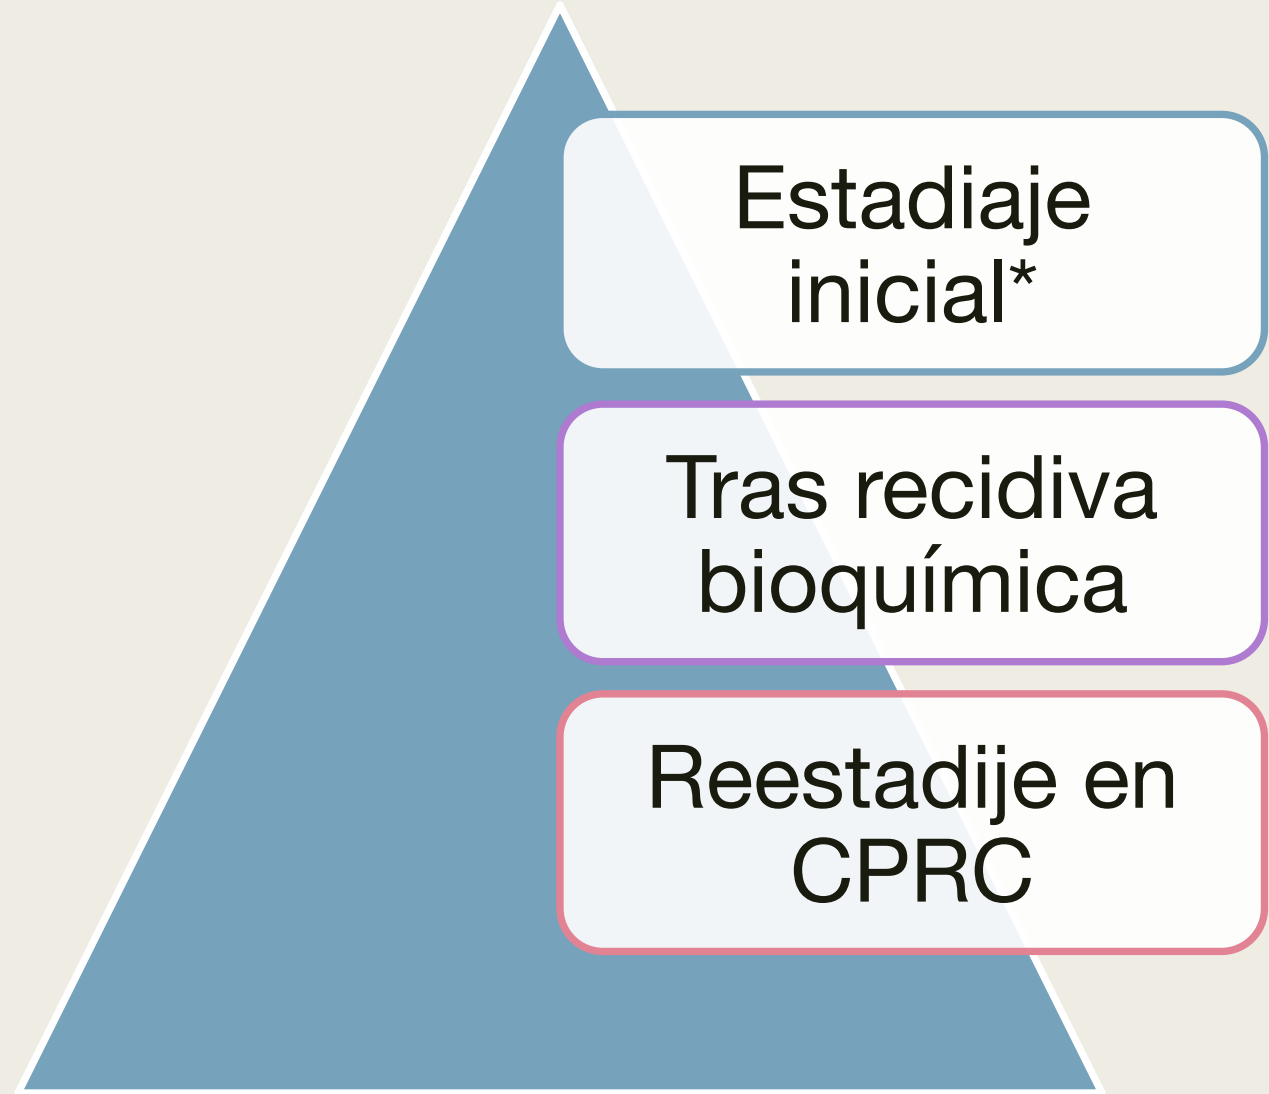 Estadiaje
inicial*
Tras recidiva
bioquímica
Reestadije en
CPRC